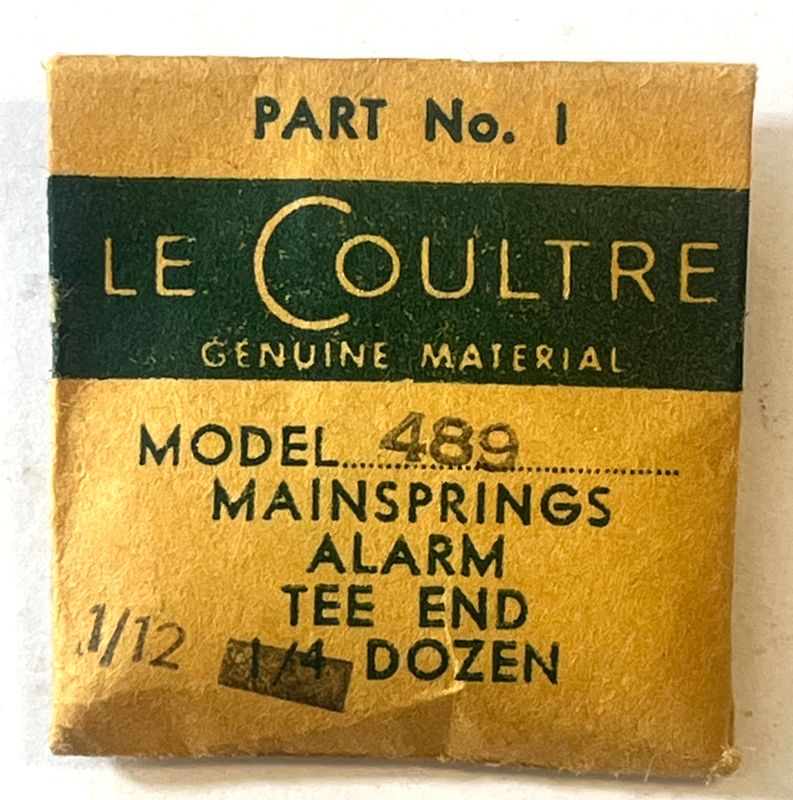 PART No. 1
LE COULTRE
GENUINE MATERIAL
MODEL 489
MAINSPRINGS
ALARM
TEE END
1/12 1/4 DOZEN